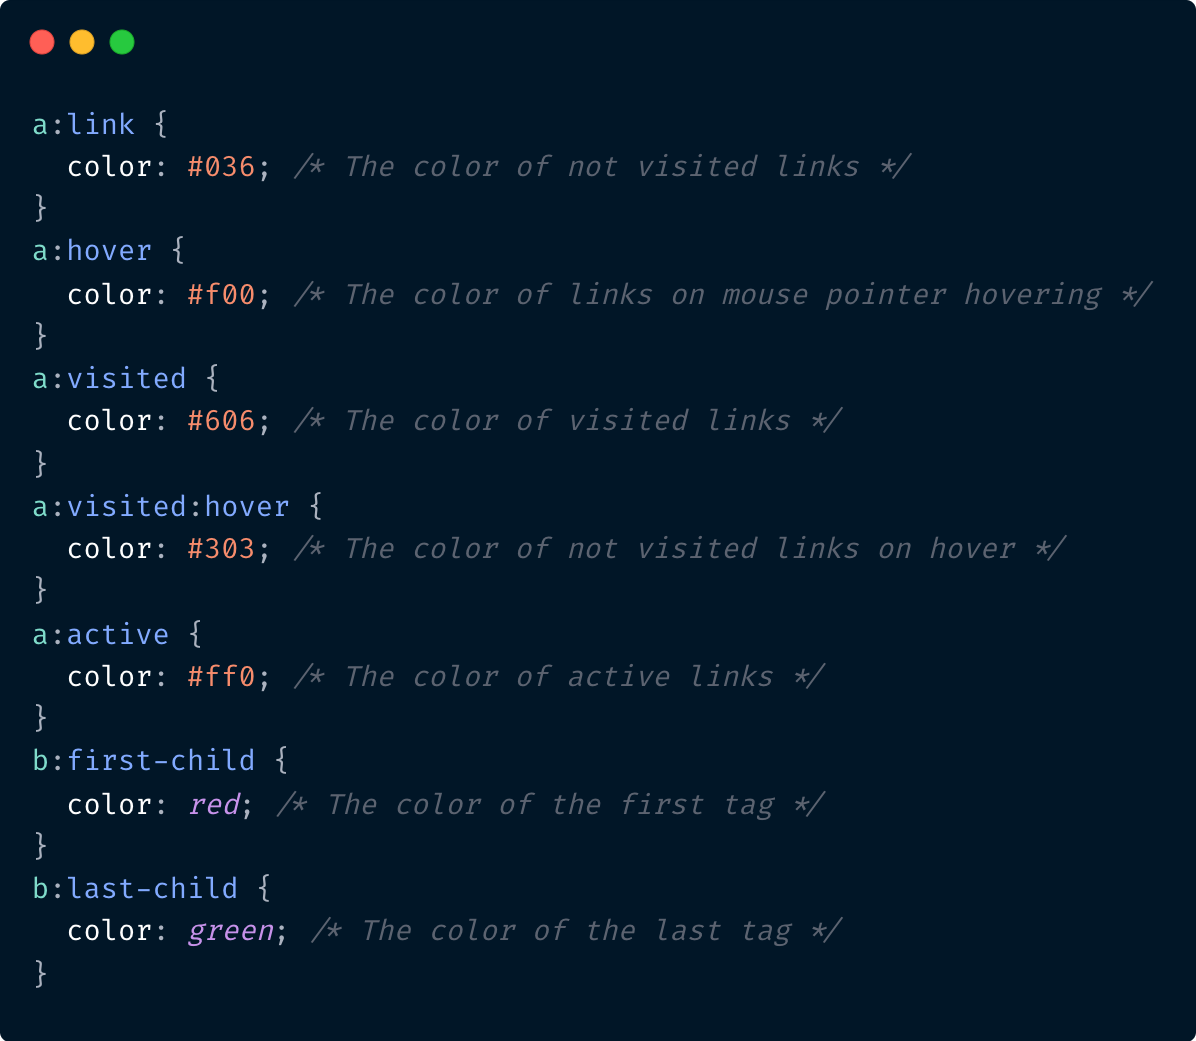 a:link {
  color: #036; /* The color of not visited links */
}
a:hover {
  color: #f00; /* The color of links on mouse pointer hovering */
}
a:visited {
  color: #606; /* The color of visited links */
}
a:visited:hover {
  color: #303; /* The color of not visited links on hover */
}
a:active {
  color: #ff0; /* The color of active links */
}
b:first-child {
  color: red; /* The color of the first tag */
}
b:last-child {
  color: green; /* The color of the last tag */
}